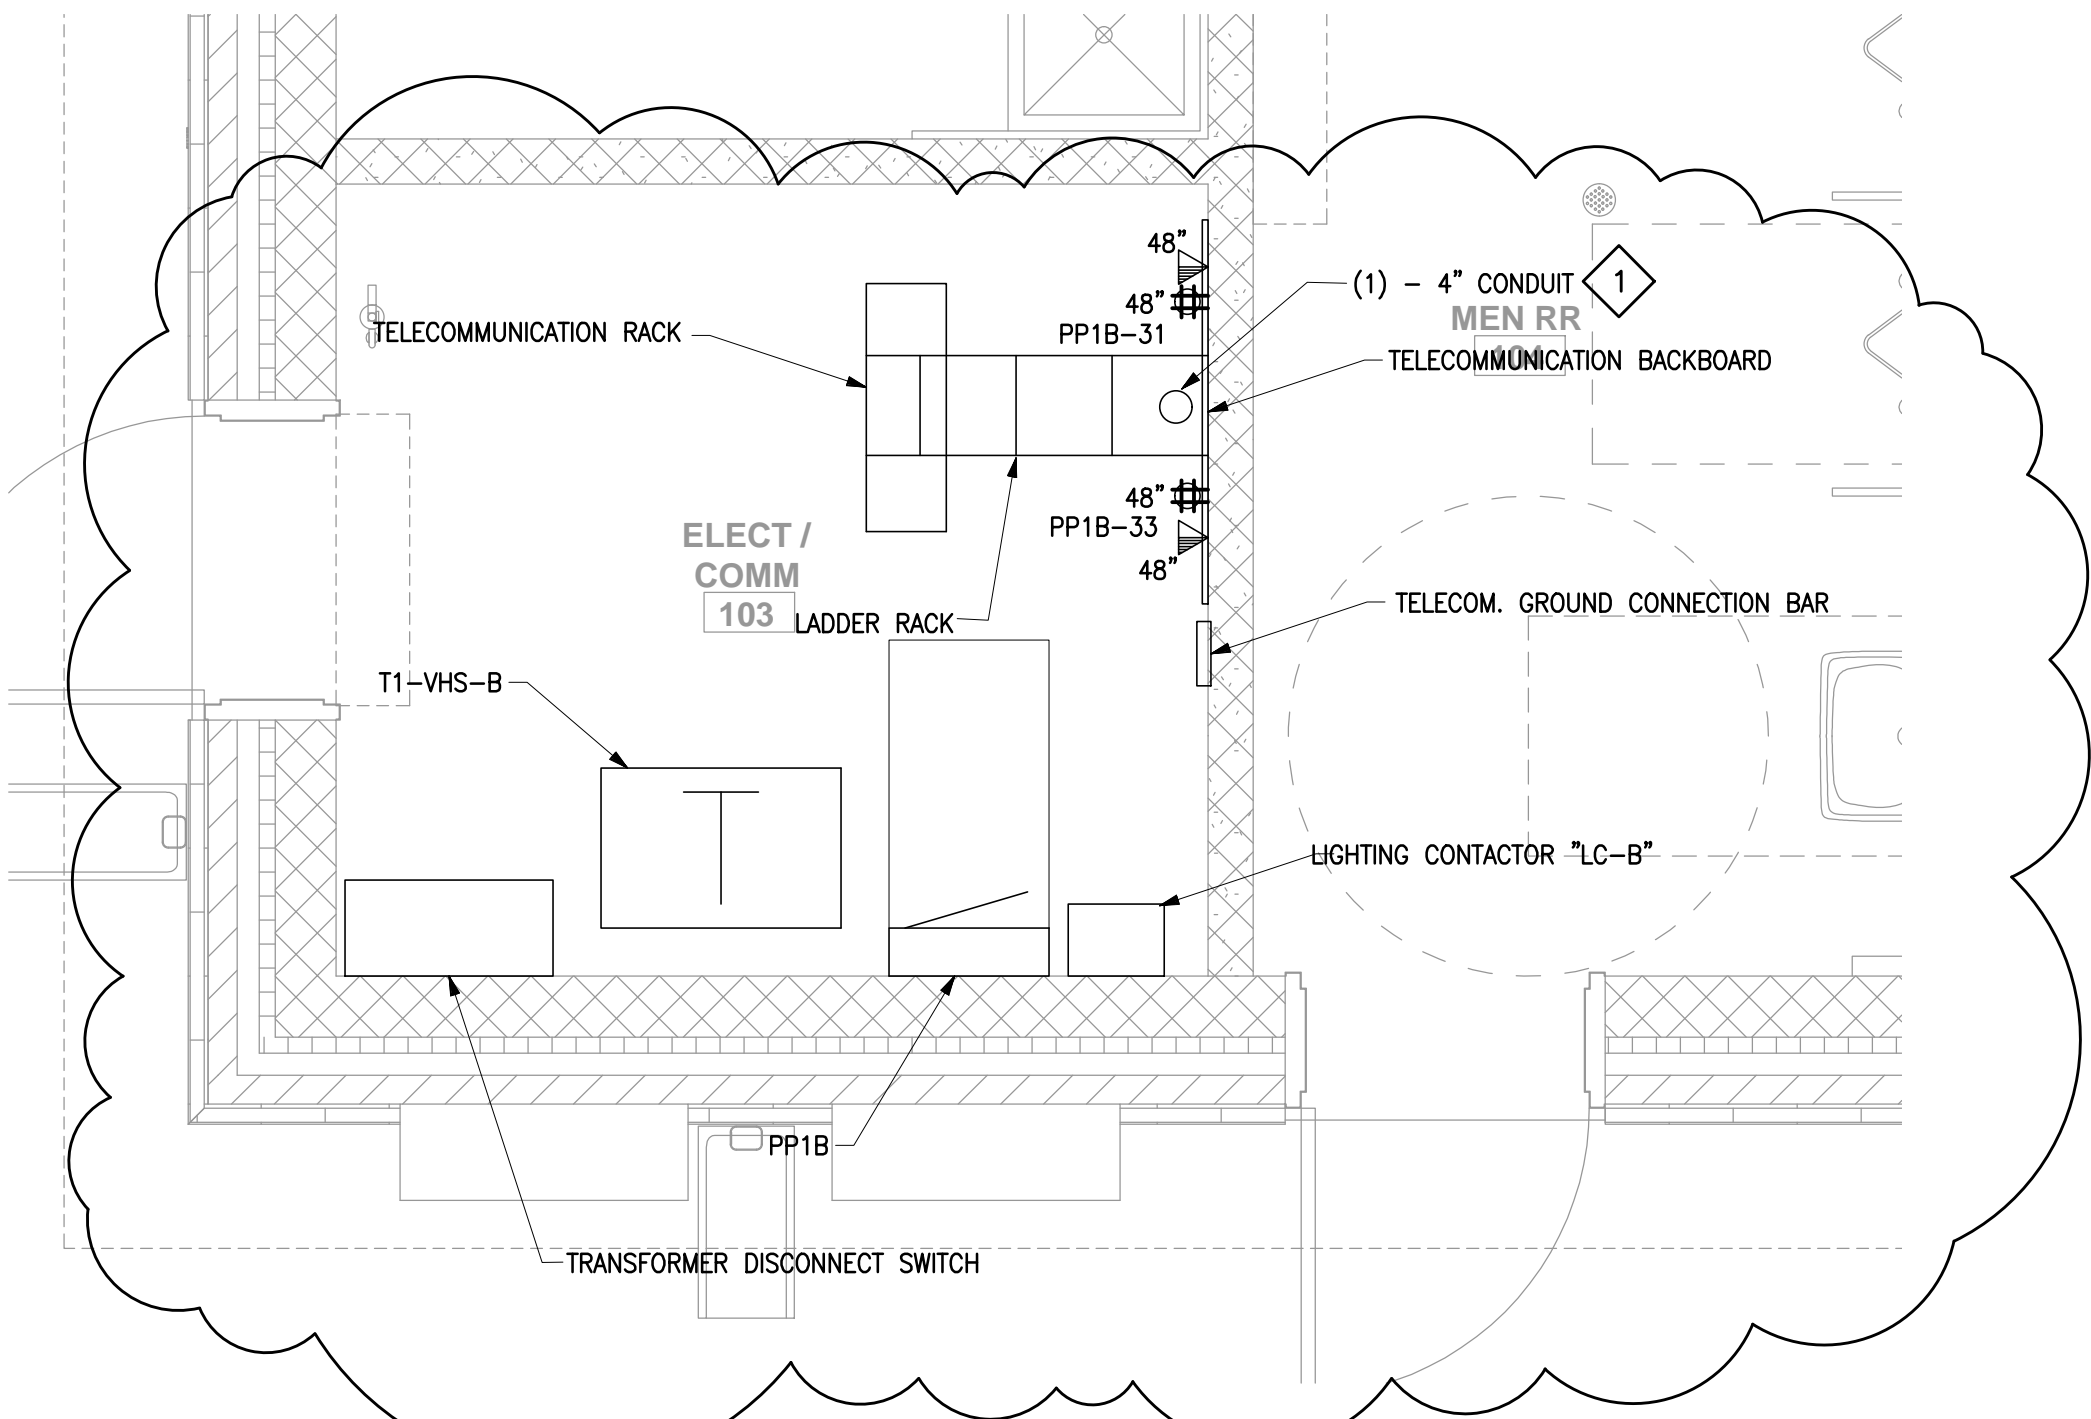 48"
(1) - 4" CONDUIT
1
48"
MEN RR
TELECOMMUNICATION RACK
PP1B-31
TELECOMMUNICATION BACKBOARD
48"
ELECT /
COMM
103
PP1B-33
48"
TELECOM. GROUND CONNECTION BAR
LADDER RACK
T1-VHS-B
T
LIGHTING CONTACTOR "LC-B"
PP1B
TRANSFORMER DISCONNECT SWITCH